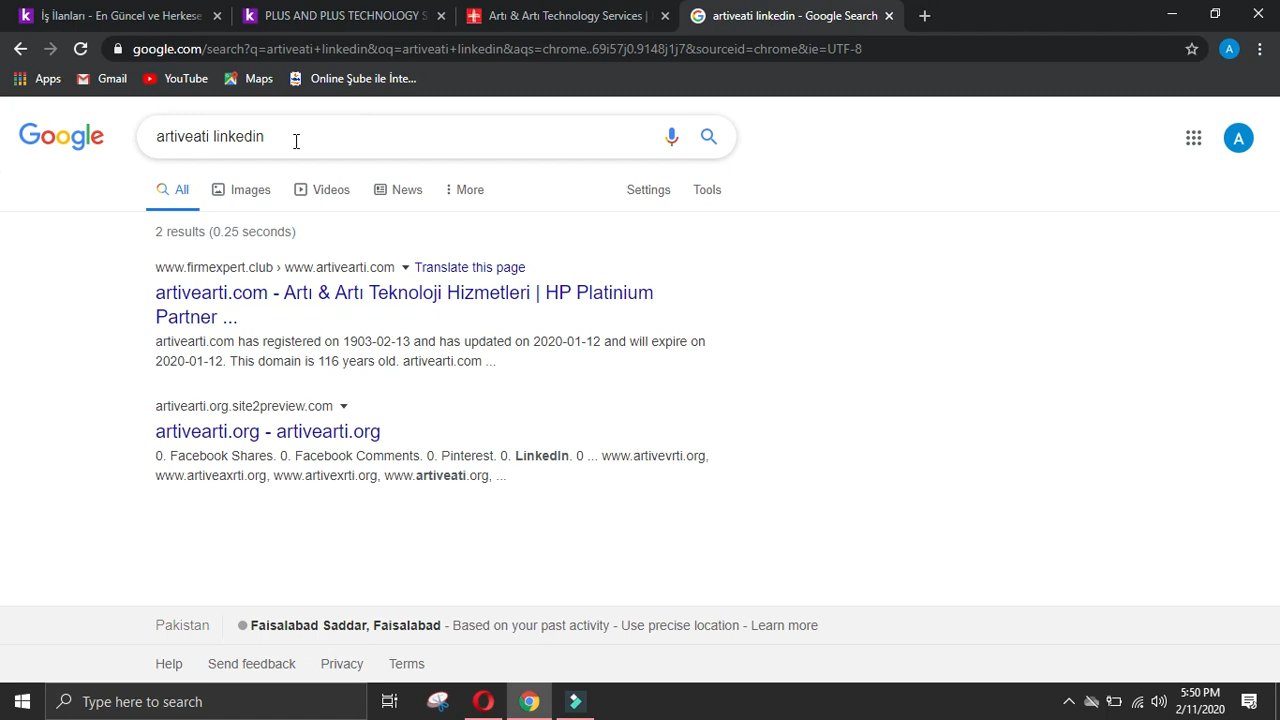 İş İlanları - En Güncel ve Herkese
PLUS AND PLUS TECHNOLOGY S
Artı & Artı Technology Services |
artiveati linkedin - Google Search
google.com/search?q=artiveati+linkedin&oq=artiveati+linkedin&aqs=chrome..69i57j0.9148j1j7&sourceid=chrome&ie=UTF-8
A
Apps
Gmail
YouTube
Maps
Online Şube ile İnte...
Google
artiveati linkedin
A
All
Images
Videos
News
More
Settings
Tools
2 results (0.25 seconds)
www.firmexpert.club › www.artivearti.com Translate this page
artivearti.com - Artı & Artı Teknoloji Hizmetleri | HP Platinium
Partner ...
artivearti.com has registered on 1903-02-13 and has updated on 2020-01-12 and will expire on
2020-01-12. This domain is 116 years old. artivearti.com ...
artivearti.org.site2preview.com
artivearti.org - artivearti.org
0. Facebook Shares. 0. Facebook Comments. 0. Pinterest. 0. LinkedIn. 0 ... www.artivevrti.org,
www.artiveaxrti.org, www.artivexrti.org, www.artiveati.org, ...
Pakistan
Faisalabad Saddar, Faisalabad - Based on your past activity - Use precise location - Learn more
Help
Send feedback
Privacy
Terms
Type here to search
5:50 PM
2/11/2020